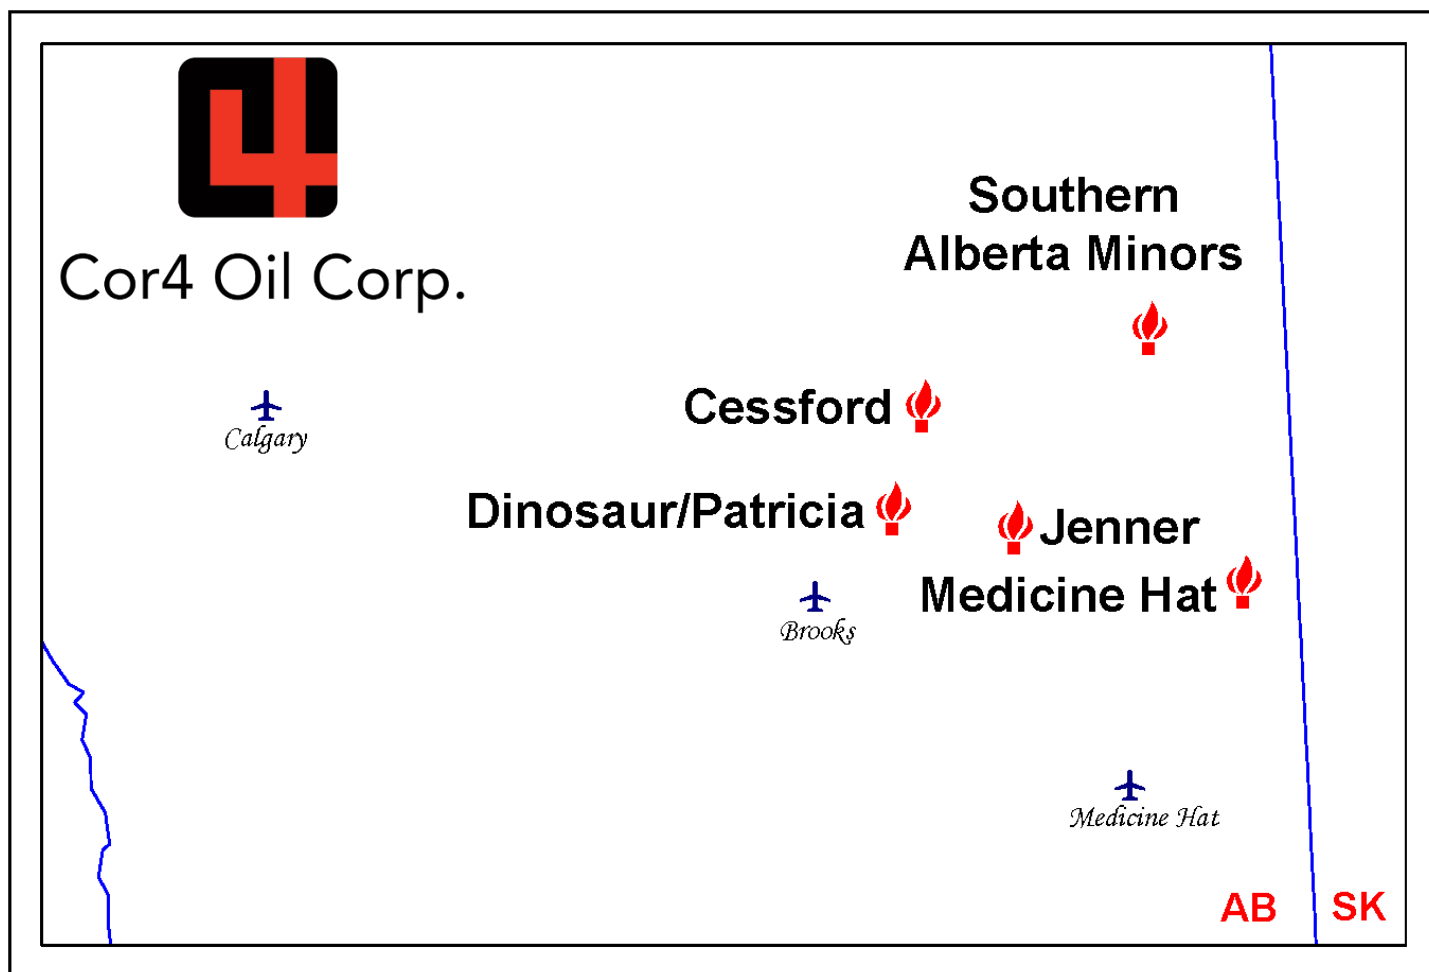 Cor4 Oil Corp.
Southern
Alberta Minors
Cessford
Calgary
Dinosaur/Patricia
Jenner
Medicine Hat
Brooks
Medicine Hat
AB
SK